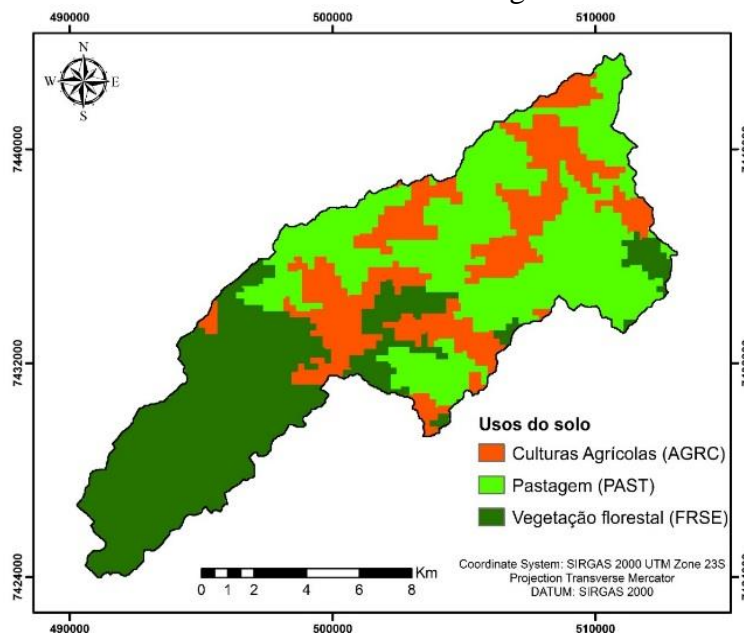 490000 500000 510000
N
W E
S
7440000
7432000
7424000
Usos do solo
Culturas Agrícolas (AGRC)
Pastagem (PAST)
Vegetação florestal (FRSE)
Km
0 1 2 4 6 8
Coordinate System: SIRGAS 2000 UTM Zone 23S
Projection Transverse Mercator
DATUM: SIRGAS 2000
490000 500000 510000